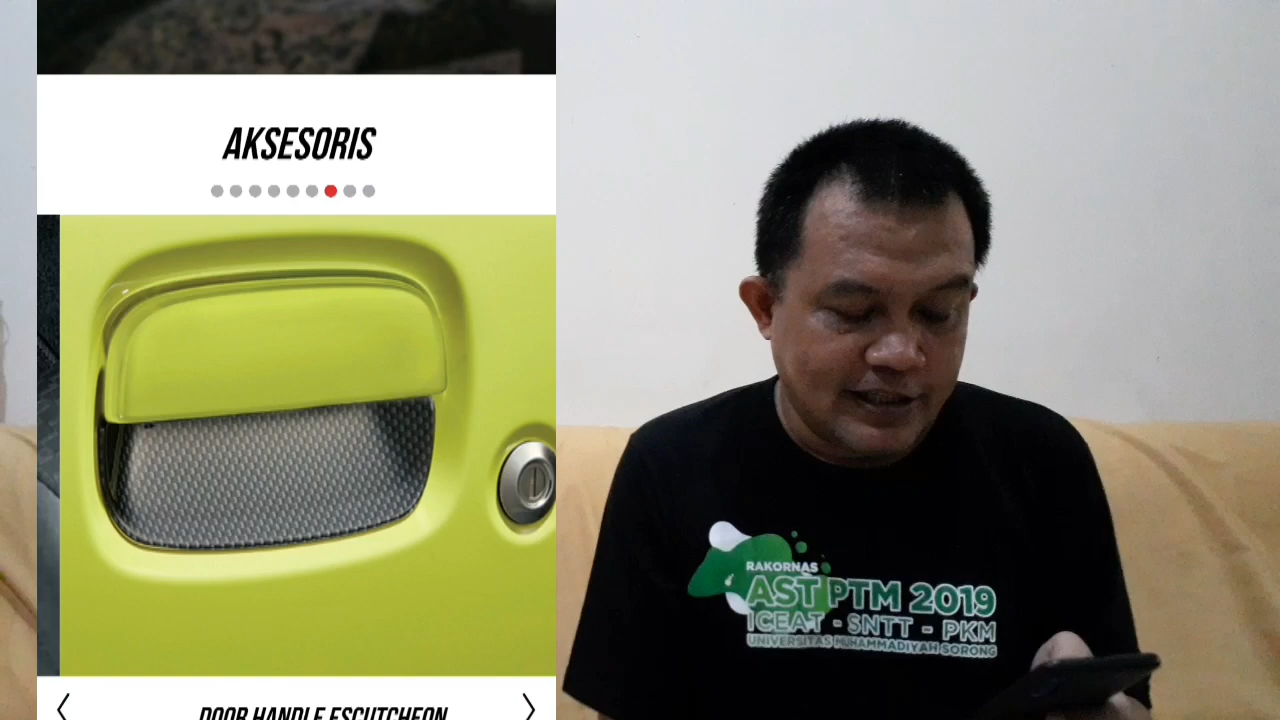 AKSESORIS
DOOR HANDLE ESCUTCHEON
RAKORNAS
AST PTM 2019
ICEAT - SNTT - PKM
UNIVERSITAS MUHAMMADIYAH SORONG